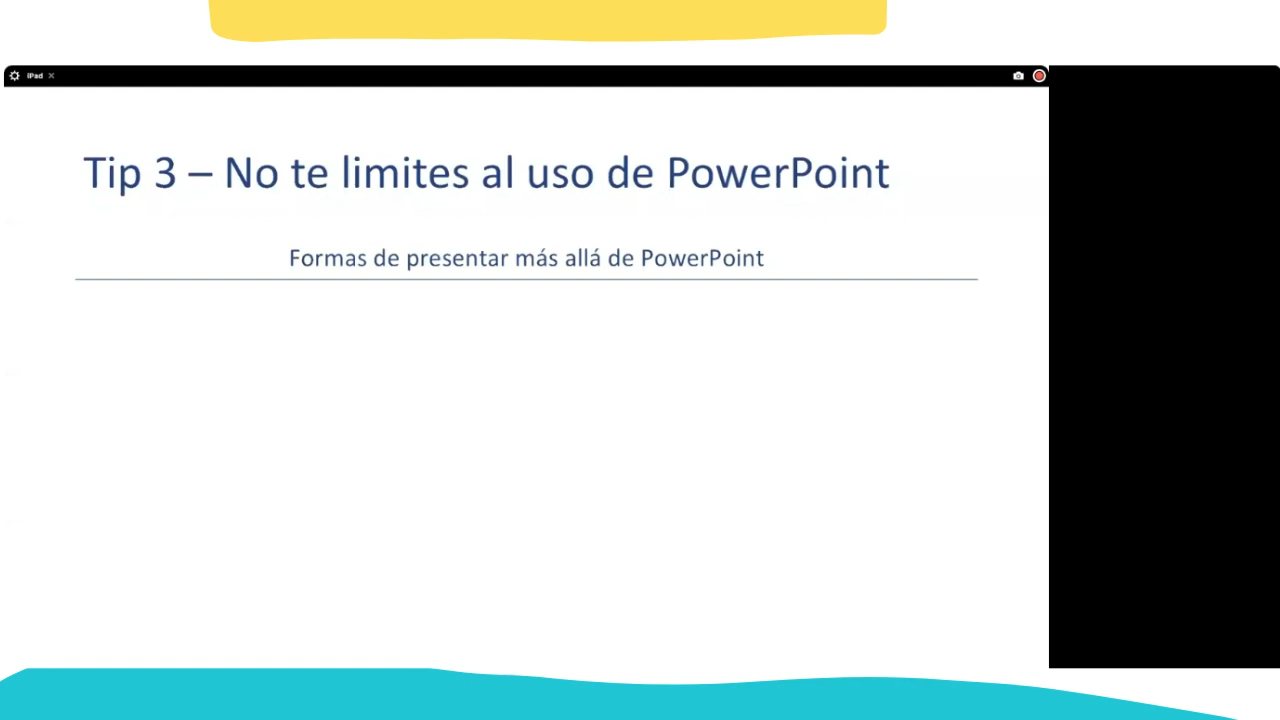 iPad
Tip 3 – No te limites al uso de PowerPoint
Formas de presentar más allá de PowerPoint